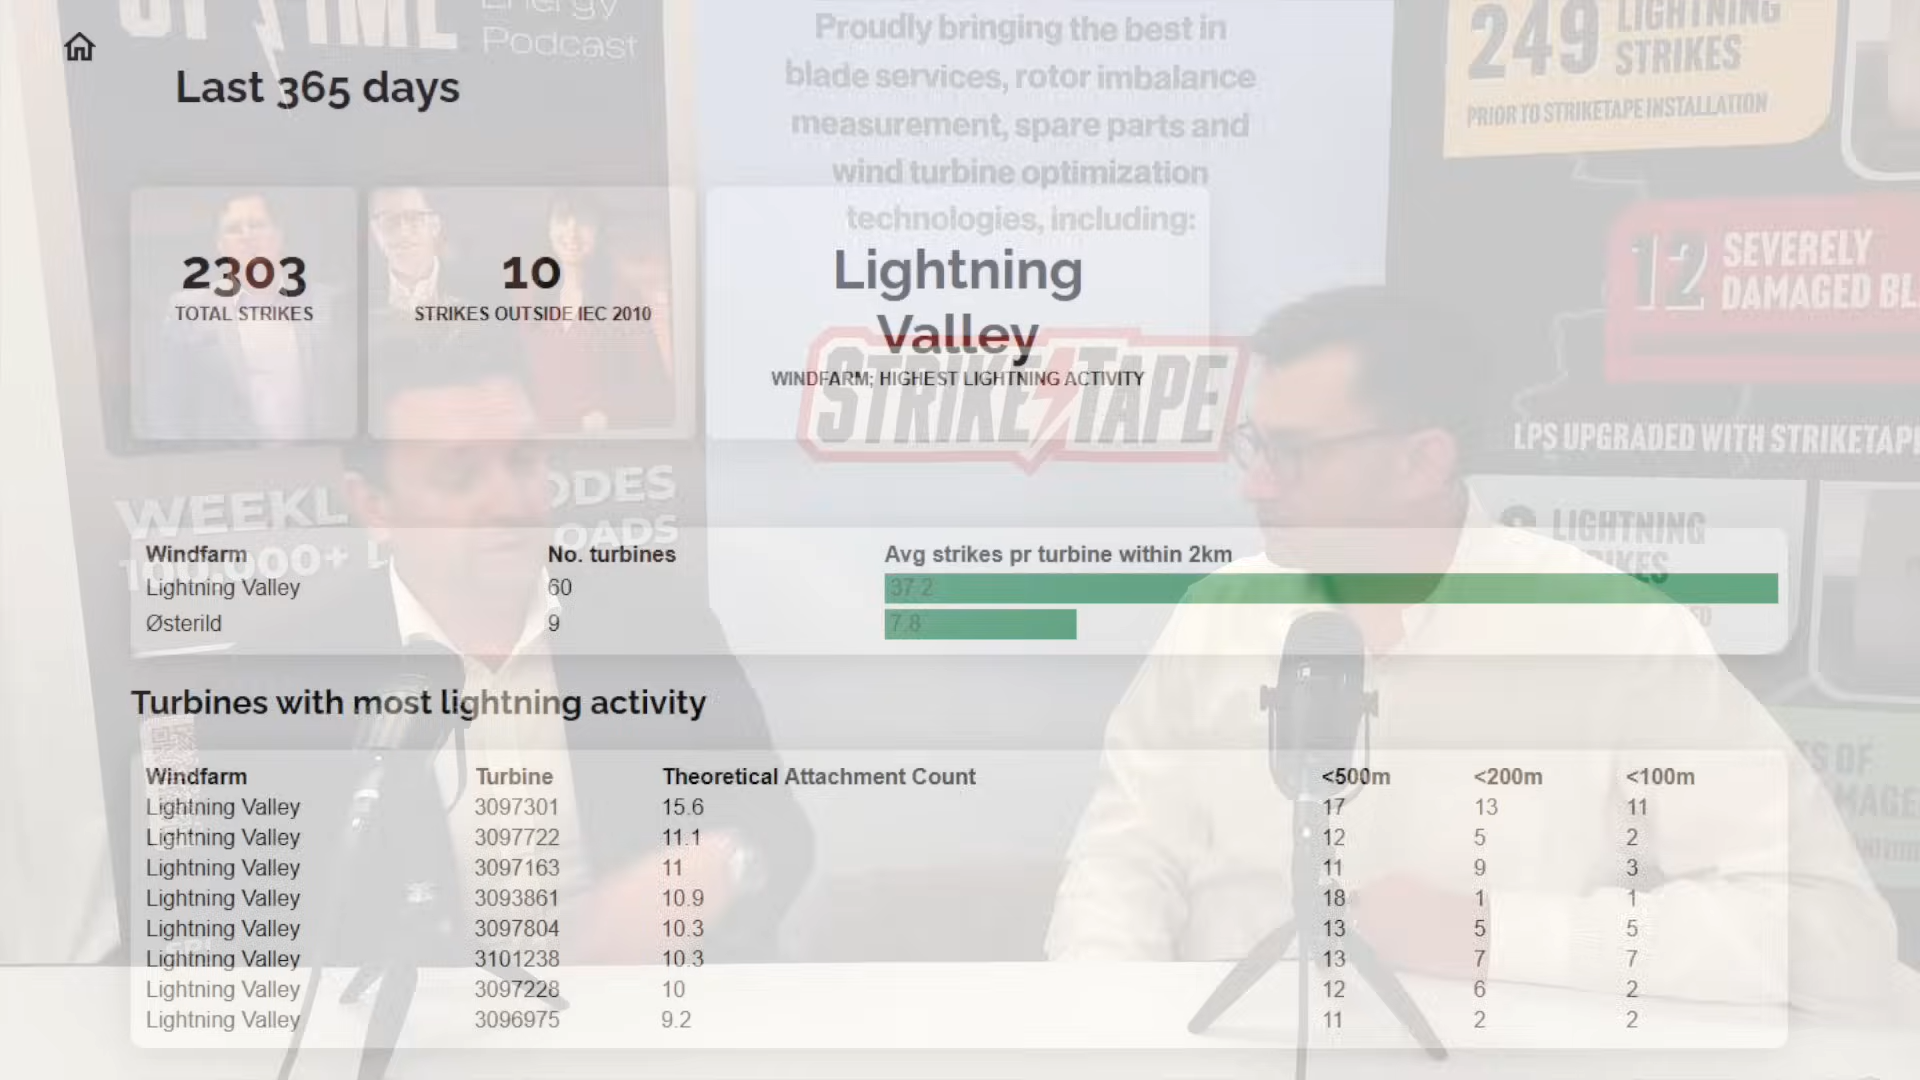 Energy
Podcast
Last 365 days
Proudly bringing the best in
blade services, rotor imbalance
measurement, spare parts and
wind turbine optimization
technologies, including:
249 LIGHTNING
STRIKES
PRIOR TO STRIKETAPE INSTALLATION
12 SEVERELY
DAMAGED BL
2303
TOTAL STRIKES
10
STRIKES OUTSIDE IEC 2010
Lightning
Valley
WINDFARM; HIGHEST LIGHTNING ACTIVITY
STRIKE TAPE
LPS UPGRADED WITH STRIKETAPE
WEEKL
100,000+
LIGHTNING
Windfarm No. turbines Avg strikes pr turbine within 2km
Lightning Valley 60 37.2
Østerild 9 7.8
Turbines with most lightning activity
Windfarm Turbine Theoretical Attachment Count <500m <200m <100m
Lightning Valley 3097301 15.6 17 13 11
Lightning Valley 3097722 11.1 12 5 2
Lightning Valley 3097163 11 11 9 3
Lightning Valley 3093861 10.9 18 1 1
Lightning Valley 3097804 10.3 13 5 5
Lightning Valley 3101238 10.3 13 7 7
Lightning Valley 3097228 10 12 6 2
Lightning Valley 3096975 9.2 11 2 2